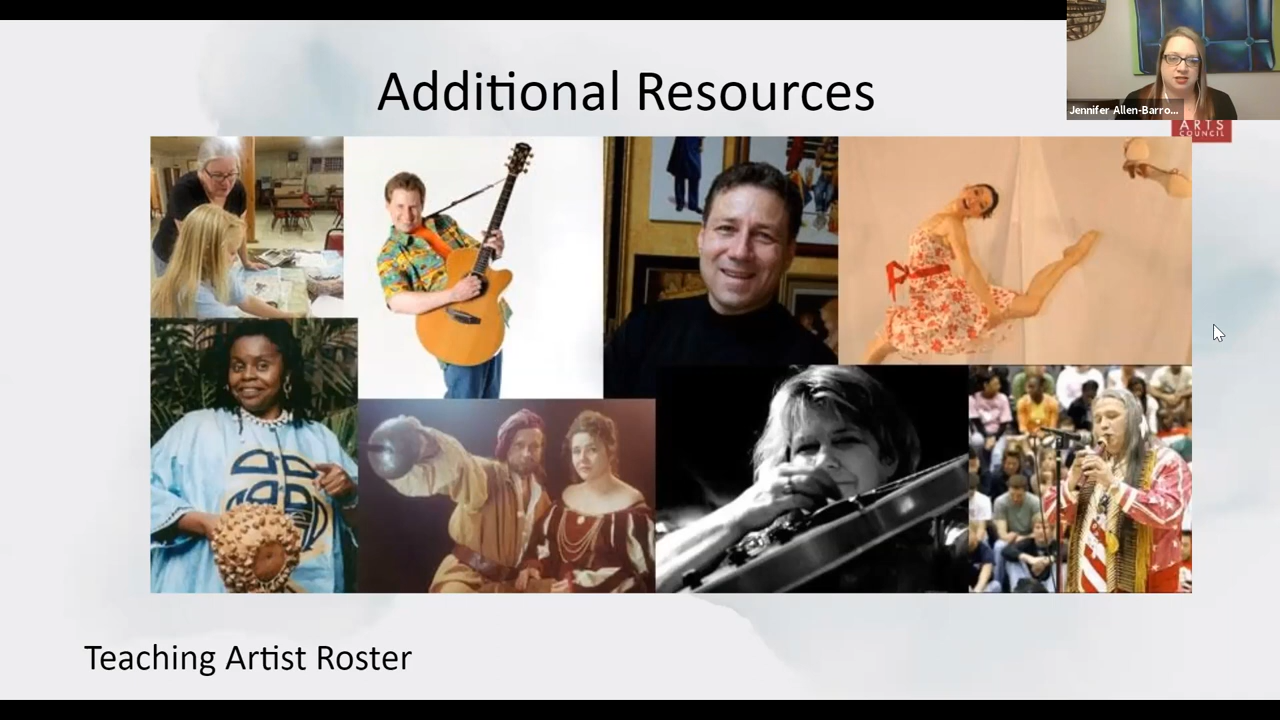 Additional Resources
Jennifer Allen-Barro...
ARTS
COUNCIL
Teaching Artist Roster